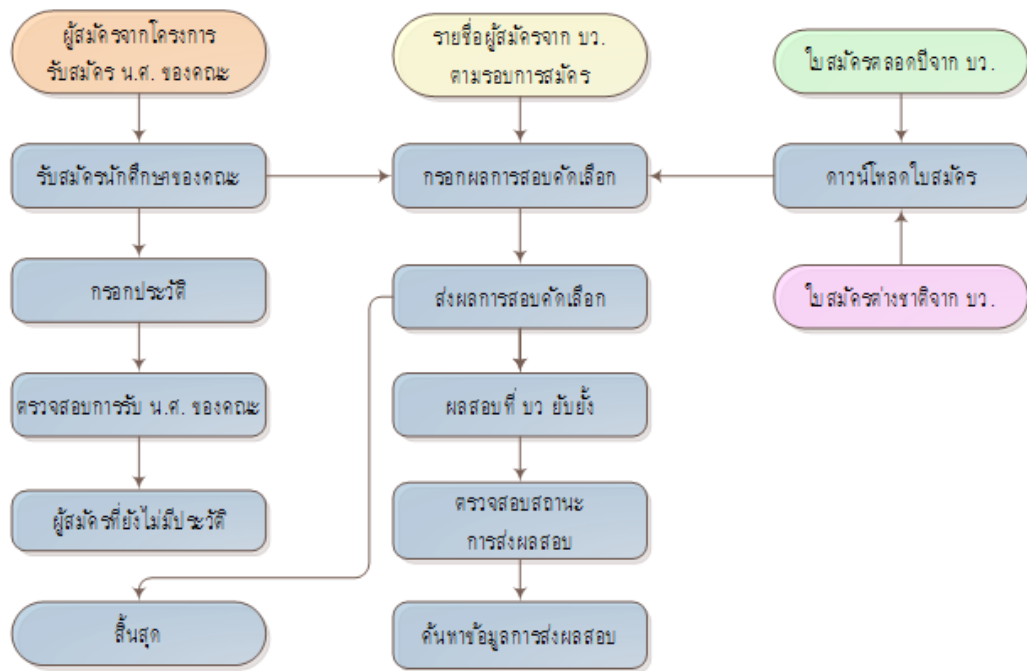 ผู้สมัครจากโครงการ
รับสมัคร น.ศ. ของคณะ
รับสมัครนักศึกษาของคณะ
กรอกประวัติ
ตรวจสอบการรับ น.ศ. ของคณะ
ผู้สมัครที่ยังไม่มีประวัติ
สิ้นสุด
รายชื่อผู้สมัครจาก บว.
ตามรอบการสมัคร
กรอกผลการสอบคัดเลือก
ส่งผลการสอบคัดเลือก
ผลสอบที่ บว ยับยั้ง
ตรวจสอบสถานะ
การส่งผลสอบ
ค้นหาข้อมูลการส่งผลสอบ
ใบสมัครตลอดปีจาก บว.
ดาวน์โหลดใบสมัคร
ใบสมัครต่างชาติจาก บว.